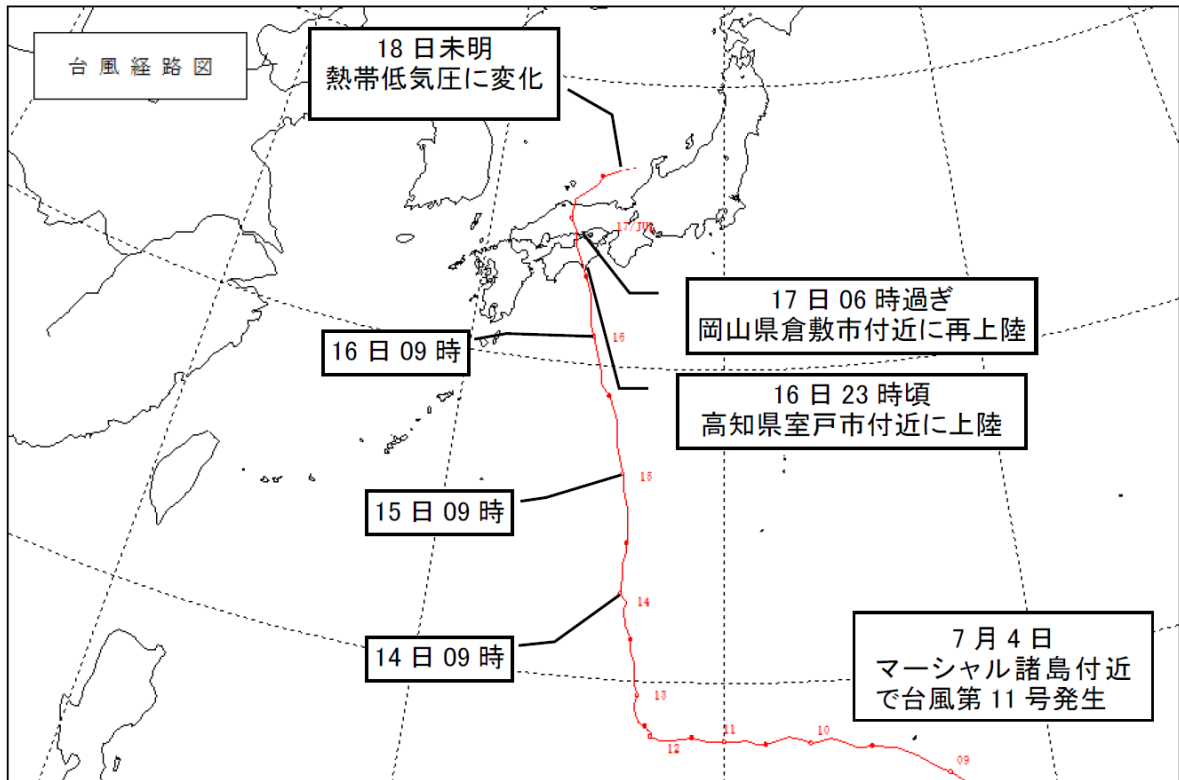 台風経路図
18日未明
熱帯低気圧に変化
17/JUL
17日06時過ぎ
岡山県倉敷市付近に再上陸
16日09時
16
16日23時頃
高知県室戸市付近に上陸
15
15日09時
14
14日09時
7月4日
マーシャル諸島付近
で台風第11号発生
13
12
11
10
09